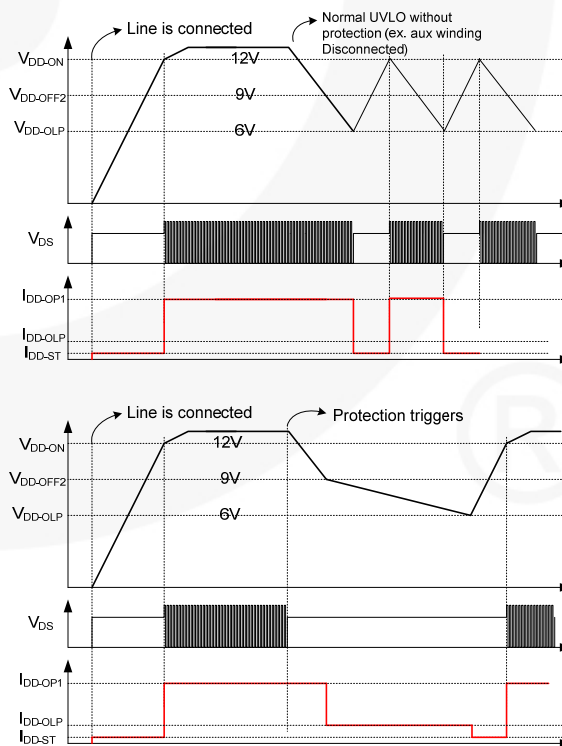 Line is connected
Normal UVLO without
protection (ex. aux winding
Disconnected)
VDD-ON
12V
VDD-OFF2
9V
VDD-OLP
6V
VDS
IDD-OP1
IDD-OLP
IDD-ST
Line is connected
Protection triggers
VDD-ON
12V
VDD-OFF2
9V
VDD-OLP
6V
VDS
IDD-OP1
IDD-OLP
IDD-ST
®